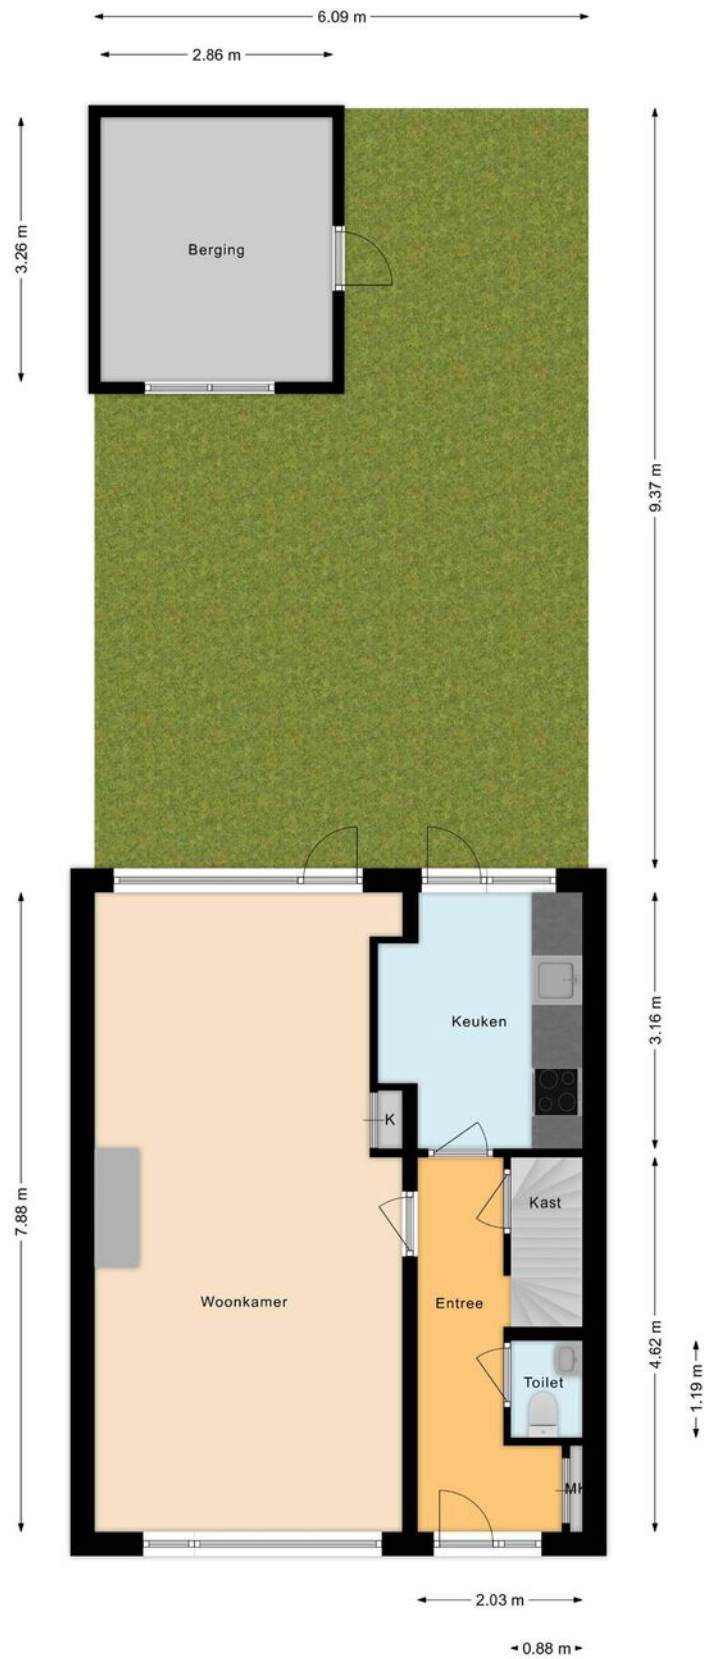 6.09 m
2.86 m
3.26 m
Berging
9.37 m
Keuken
3.16 m
K
7.88 m
Kast
Woonkamer
Entree
4.62 m
Toilet
1.19 m
MK
2.03 m
0.88 m